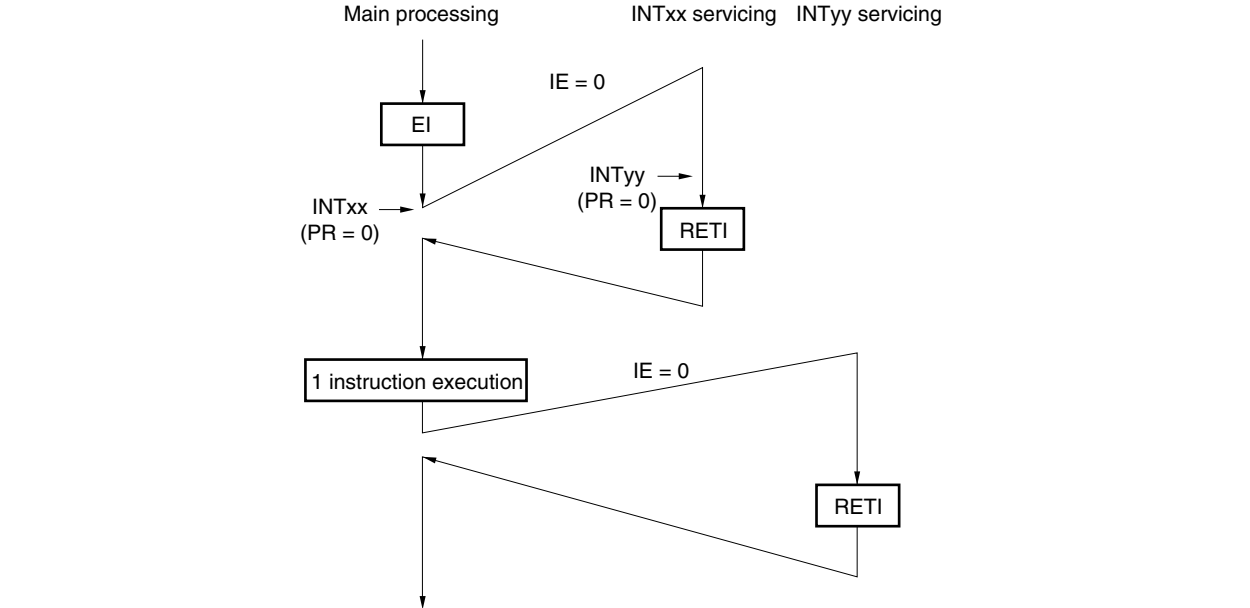 Main processing
INTxx servicing
INTyy servicing
IE = 0
EI
INTyy
(PR = 0)
INTxx
(PR = 0)
RETI
1 instruction execution
IE = 0
RETI